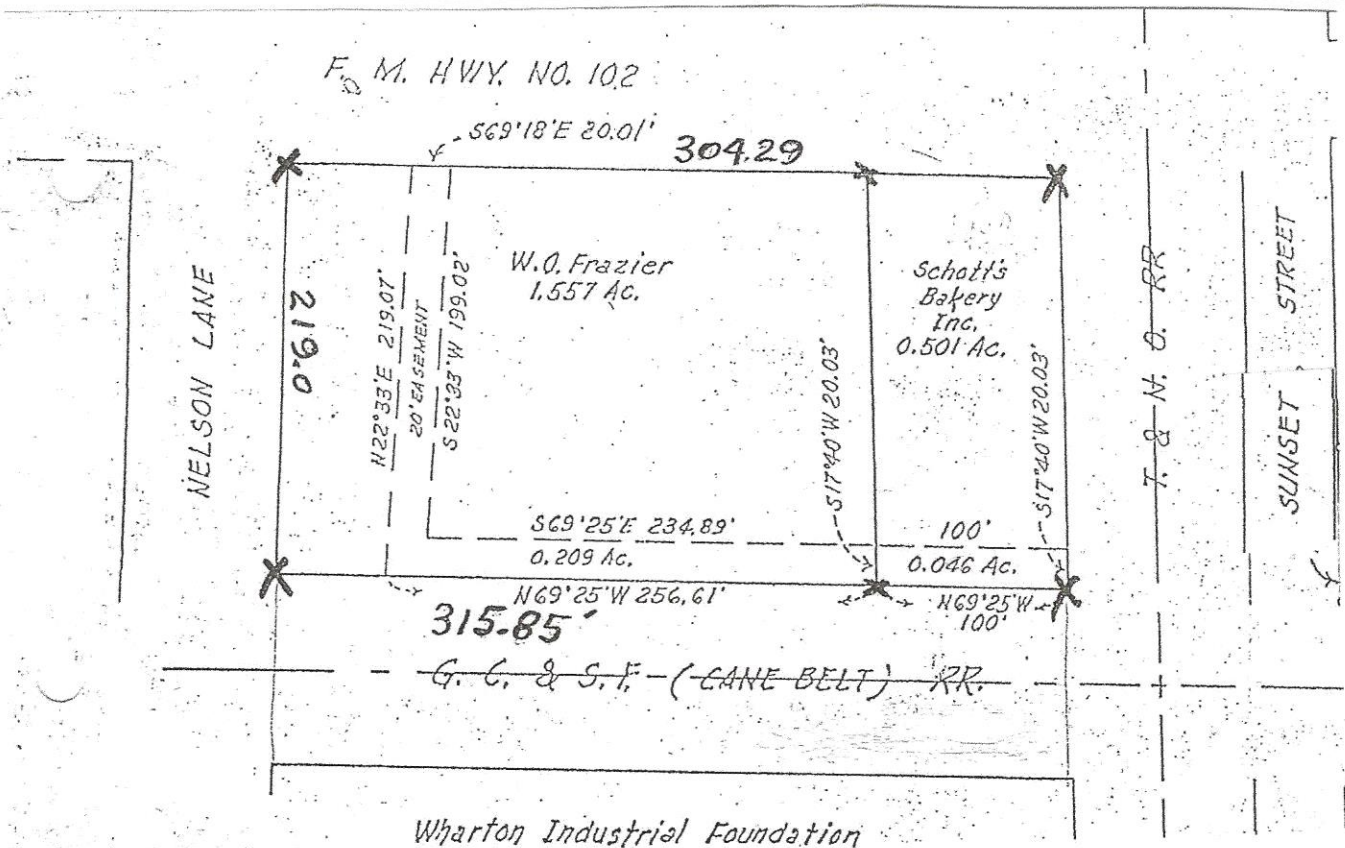 F. M. HWY. NO. 102
S69°18'E 20.01'
304.29
NELSON LANE
219.0
N22°33'E 219.07'
20' EASEMENT
S 22°33'W 199.02'
W.O. Frazier
1.557 Ac.
S17°40'W 20.03'
Schott's
Bakery
Inc.
0.501 Ac.
S17°40'W 20.03'
T. & N. O. RR
SUNSET STREET
S69°25'E 234.89'
0.209 Ac.
100'
0.046 Ac.
N69°25'W 256.61'
N69°25'W
100'
315.85'
G. C. & S. F. (CANE BELT) RR.
Wharton Industrial Foundation